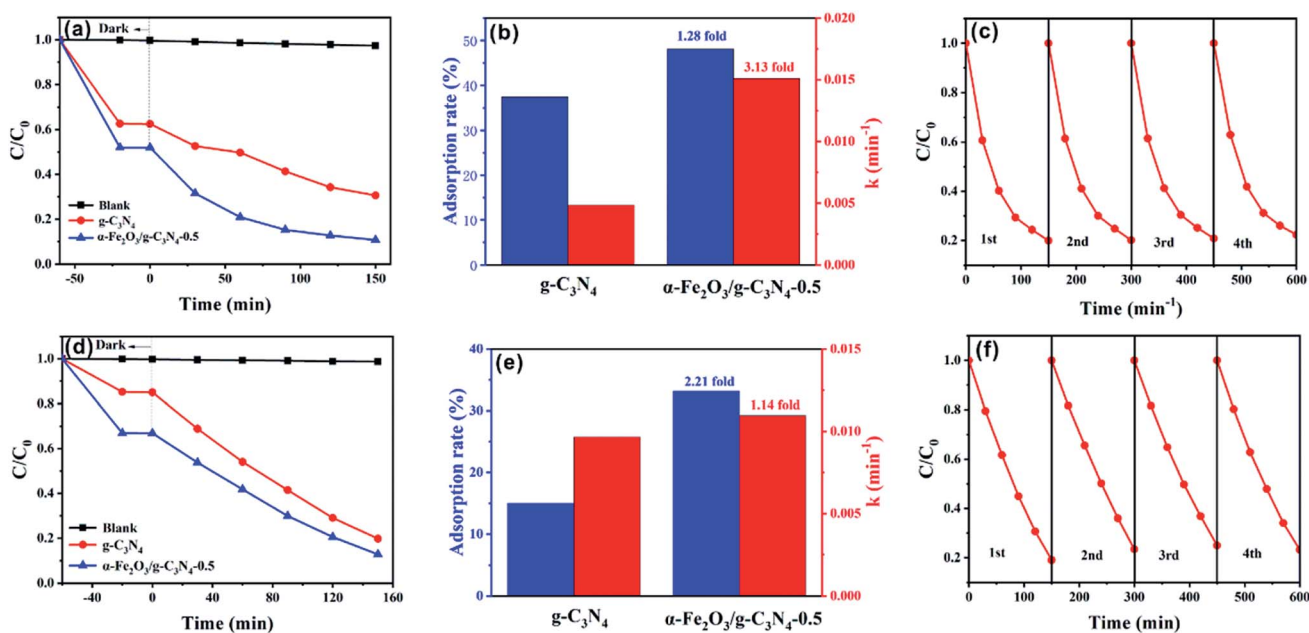 (a)
Dark
1.0
0.8
0.6
0.4
0.2
0.0
C/C0
Blank
g-C3N4
α-Fe2O3/g-C3N4-0.5
-50 0 50 100 150
Time (min)
(b)
Adsorption rate (%)
50
40
30
20
10
0
1.28 fold
3.13 fold
0.020
0.015
0.010
0.005
0.000
k (min-1)
g-C3N4 α-Fe2O3/g-C3N4-0.5
(c)
C/C0
1.0
0.8
0.6
0.4
0.2
1st 2nd 3rd 4th
0 100 200 300 400 500 600
Time (min-1)
(d)
Dark
1.0
0.8
0.6
0.4
0.2
0.0
C/C0
Blank
g-C3N4
α-Fe2O3/g-C3N4-0.5
-40 0 40 80 120 160
Time (min)
(e)
Adsorption rate (%)
40
35
30
25
20
15
10
5
0
2.21 fold
1.14 fold
0.015
0.010
0.005
0.000
k (min-1)
g-C3N4 α-Fe2O3/g-C3N4-0.5
(f)
C/C0
1.0
0.8
0.6
0.4
0.2
1st 2nd 3rd 4th
0 100 200 300 400 500 600
Time (min-1)